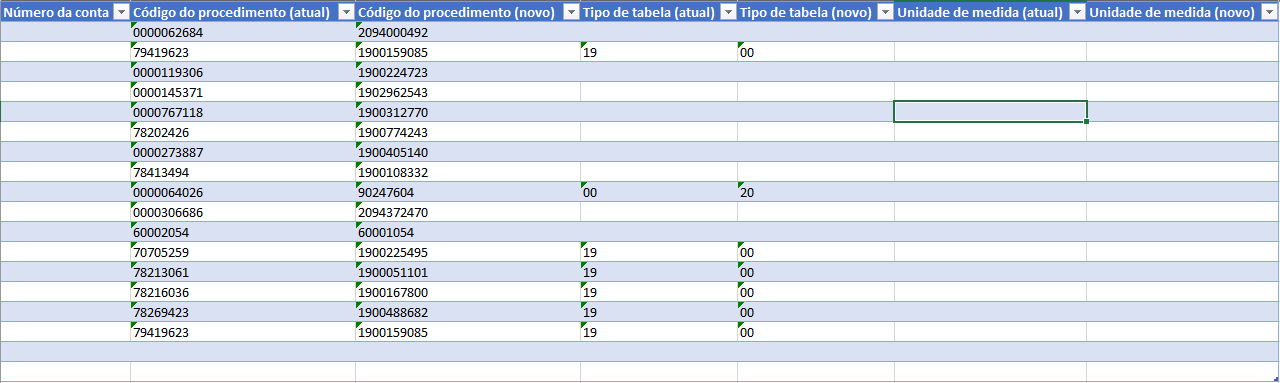 Número da conta Código do procedimento (atual) Código do procedimento (novo) Tipo de tabela (atual) Tipo de tabela (novo) Unidade de medida (atual) Unidade de medida (novo)
0000062684 2094000492
79419623 1900159085 19 00
0000119306 1900224723
0000145371 1902962543
0000767118 1900312770
78202426 1900774243
0000273887 1900405140
78413494 1900108332
0000064026 90247604 00 20
0000306686 2094372470
60002054 60001054
70705259 1900225495 19 00
78213061 1900051101 19 00
78216036 1900167800 19 00
78269423 1900488682 19 00
79419623 1900159085 19 00